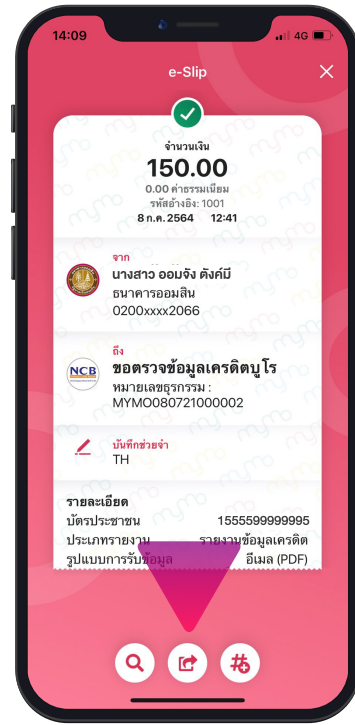 14:09
4G
e-Slip
จำนวนเงิน
150.00
0.00 ค่าธรรมเนียม
รหัสอ้างอิง: 1001
8 ก.ค. 2564 12:41
จาก
นางสาว ออมจัง ตังค์มี
ธนาคารออมสิน
0200xxxx2066
NCB
ถึง
ขอตรวจข้อมูลเครดิตบูโร
หมายเลขธุรกรรม :
MYMO080721000002
บันทึกช่วยจำ
TH
รายละเอียด
บัตรประชาชน 1555599999995
ประเภทรายงาน รายงานข้อมูลเครดิต
รูปแบบการรับข้อมูล อีเมล (PDF)